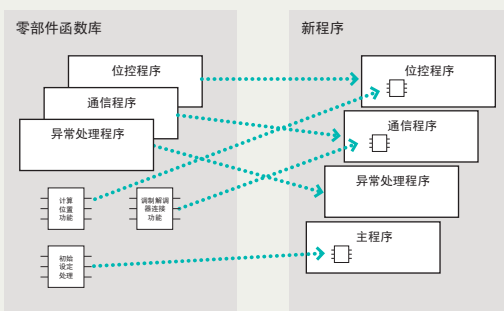 零部件函数库
位控程序
通信程序
异常处理程序
计算
位置
功能
调制解调
器连接
功能
初始
设定
处理
新程序
位控程序
通信程序
异常处理程序
主程序